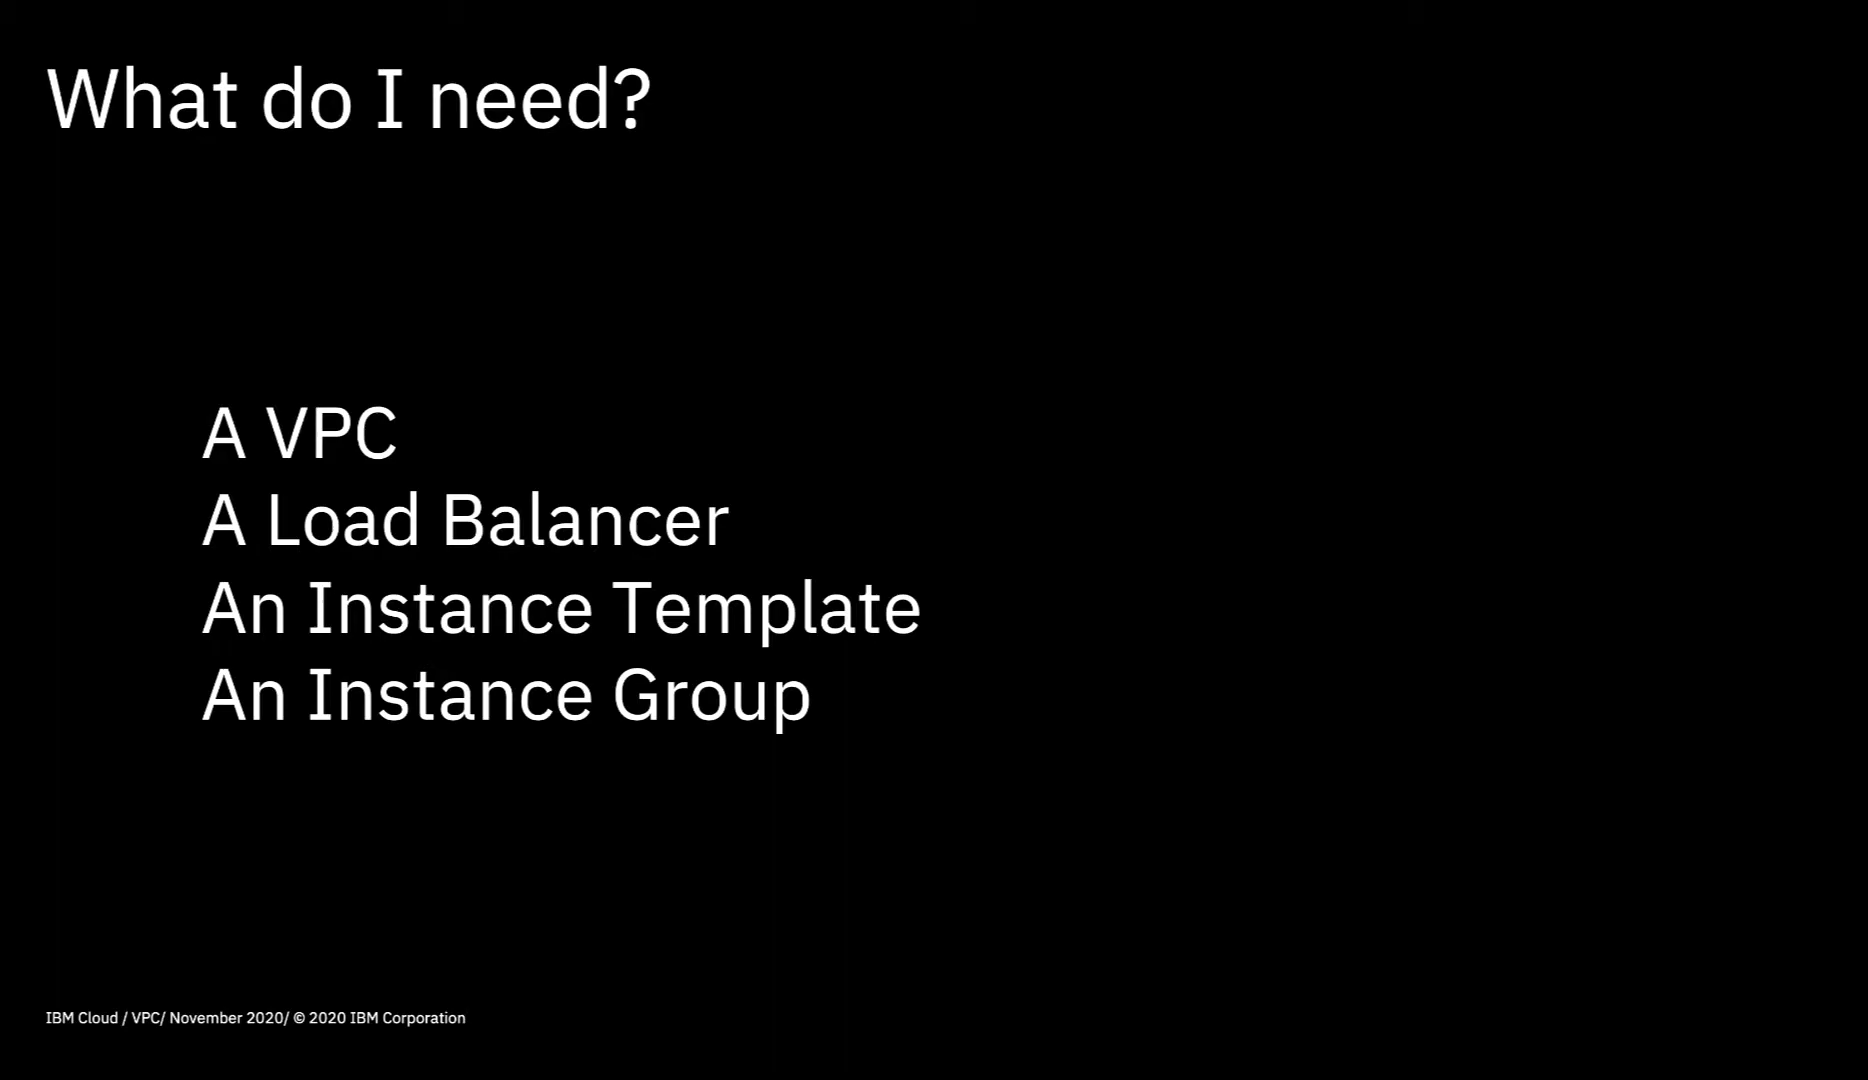 What do I need?
A VPC
A Load Balancer
An Instance Template
An Instance Group
IBM Cloud / VPC/ November 2020/ © 2020 IBM Corporation